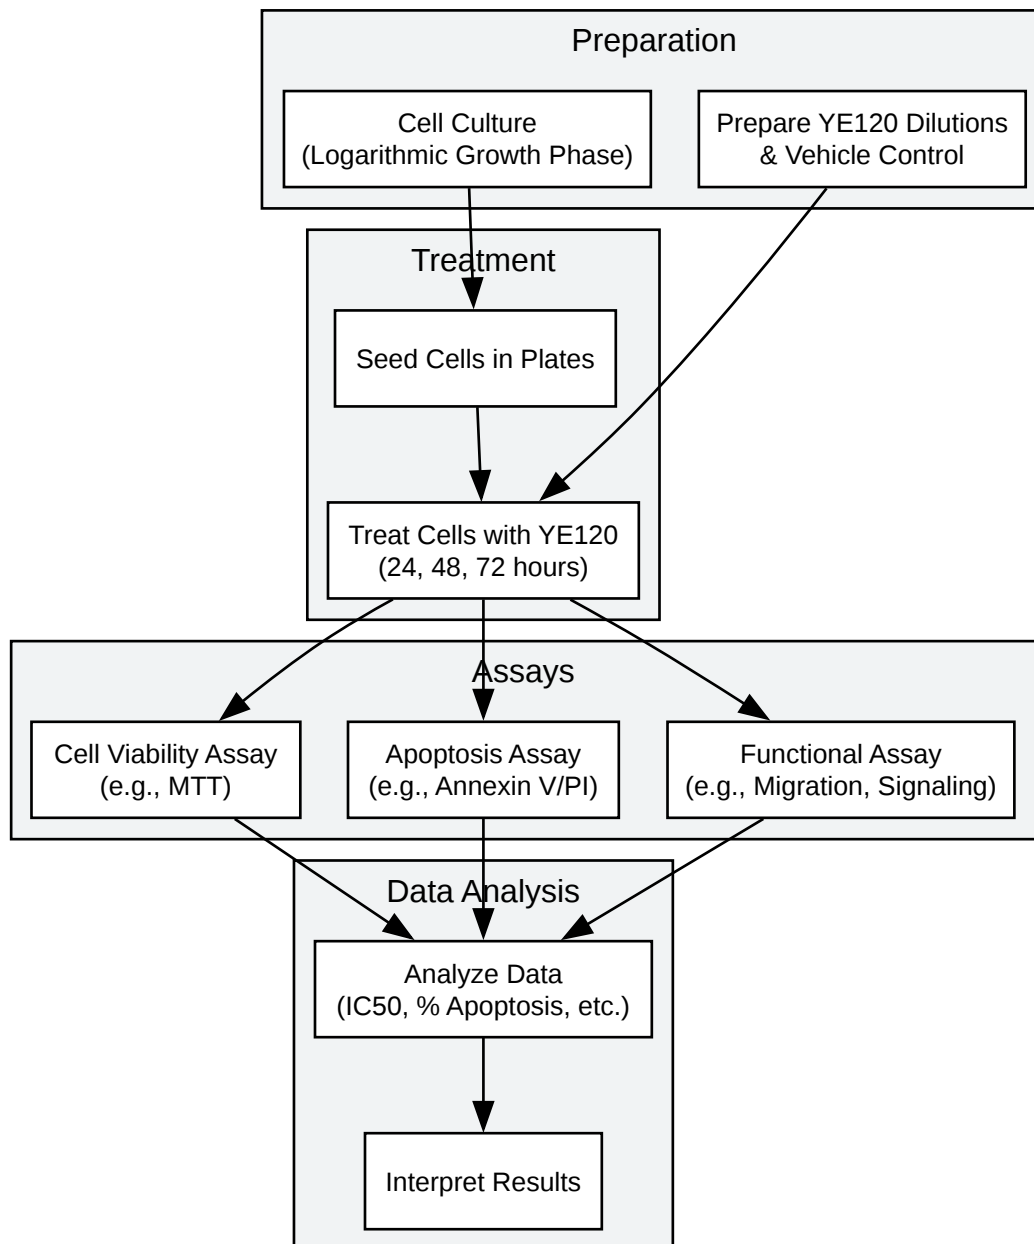 Preparation
Cell Culture
(Logarithmic Growth Phase)
Prepare YE120 Dilutions
& Vehicle Control
Treatment
Seed Cells in Plates
Treat Cells with YE120
(24, 48, 72 hours)
Assays
Cell Viability Assay
(e.g., MTT)
Apoptosis Assay
(e.g., Annexin V/PI)
Functional Assay
(e.g., Migration, Signaling)
Data Analysis
Analyze Data
(IC50, % Apoptosis, etc.)
Interpret Results